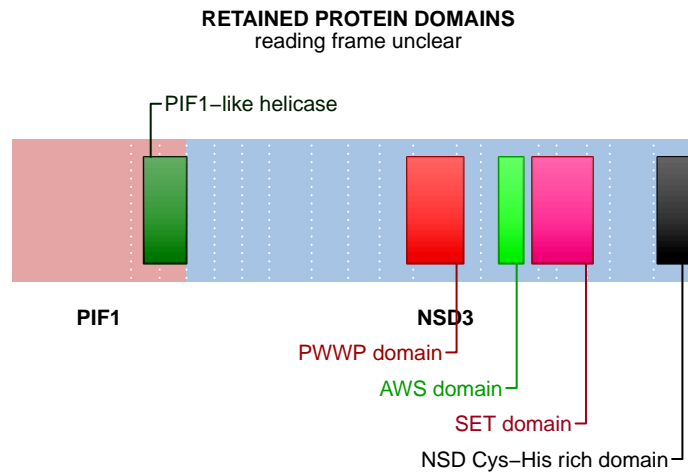 RETAINED PROTEIN DOMAINS
reading frame unclear
PIF1−like helicase
PIF1
NSD3
PWWP domain
AWS domain
SET domain
NSD Cys−His rich domain